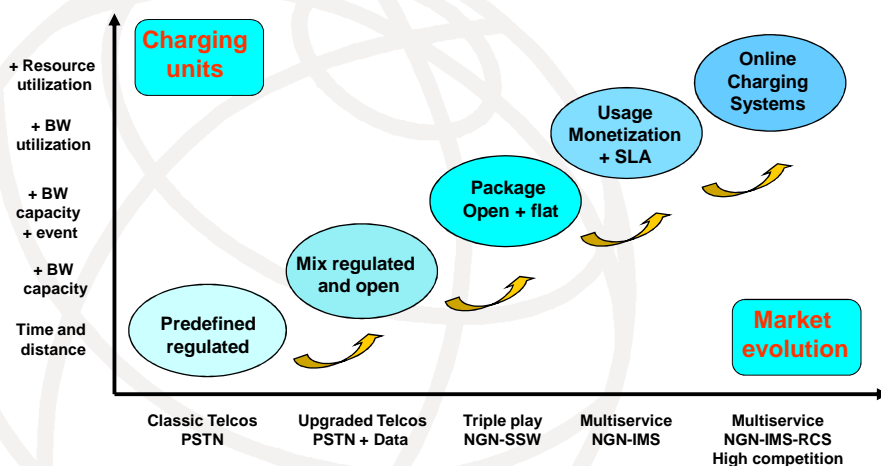 Charging
units
+ Resource
utilization
+ BW
utilization
+ BW
capacity
+ event
+ BW
capacity
Time and
distance
Online
Charging
Systems
Usage
Monetization
+ SLA
Package
Open + flat
Mix regulated
and open
Predefined
regulated
Market
evolution
Classic Telcos
PSTN
Upgraded Telcos
PSTN + Data
Triple play
NGN-SSW
Multiservice
NGN-IMS
Multiservice
NGN-IMS-RCS
High competition